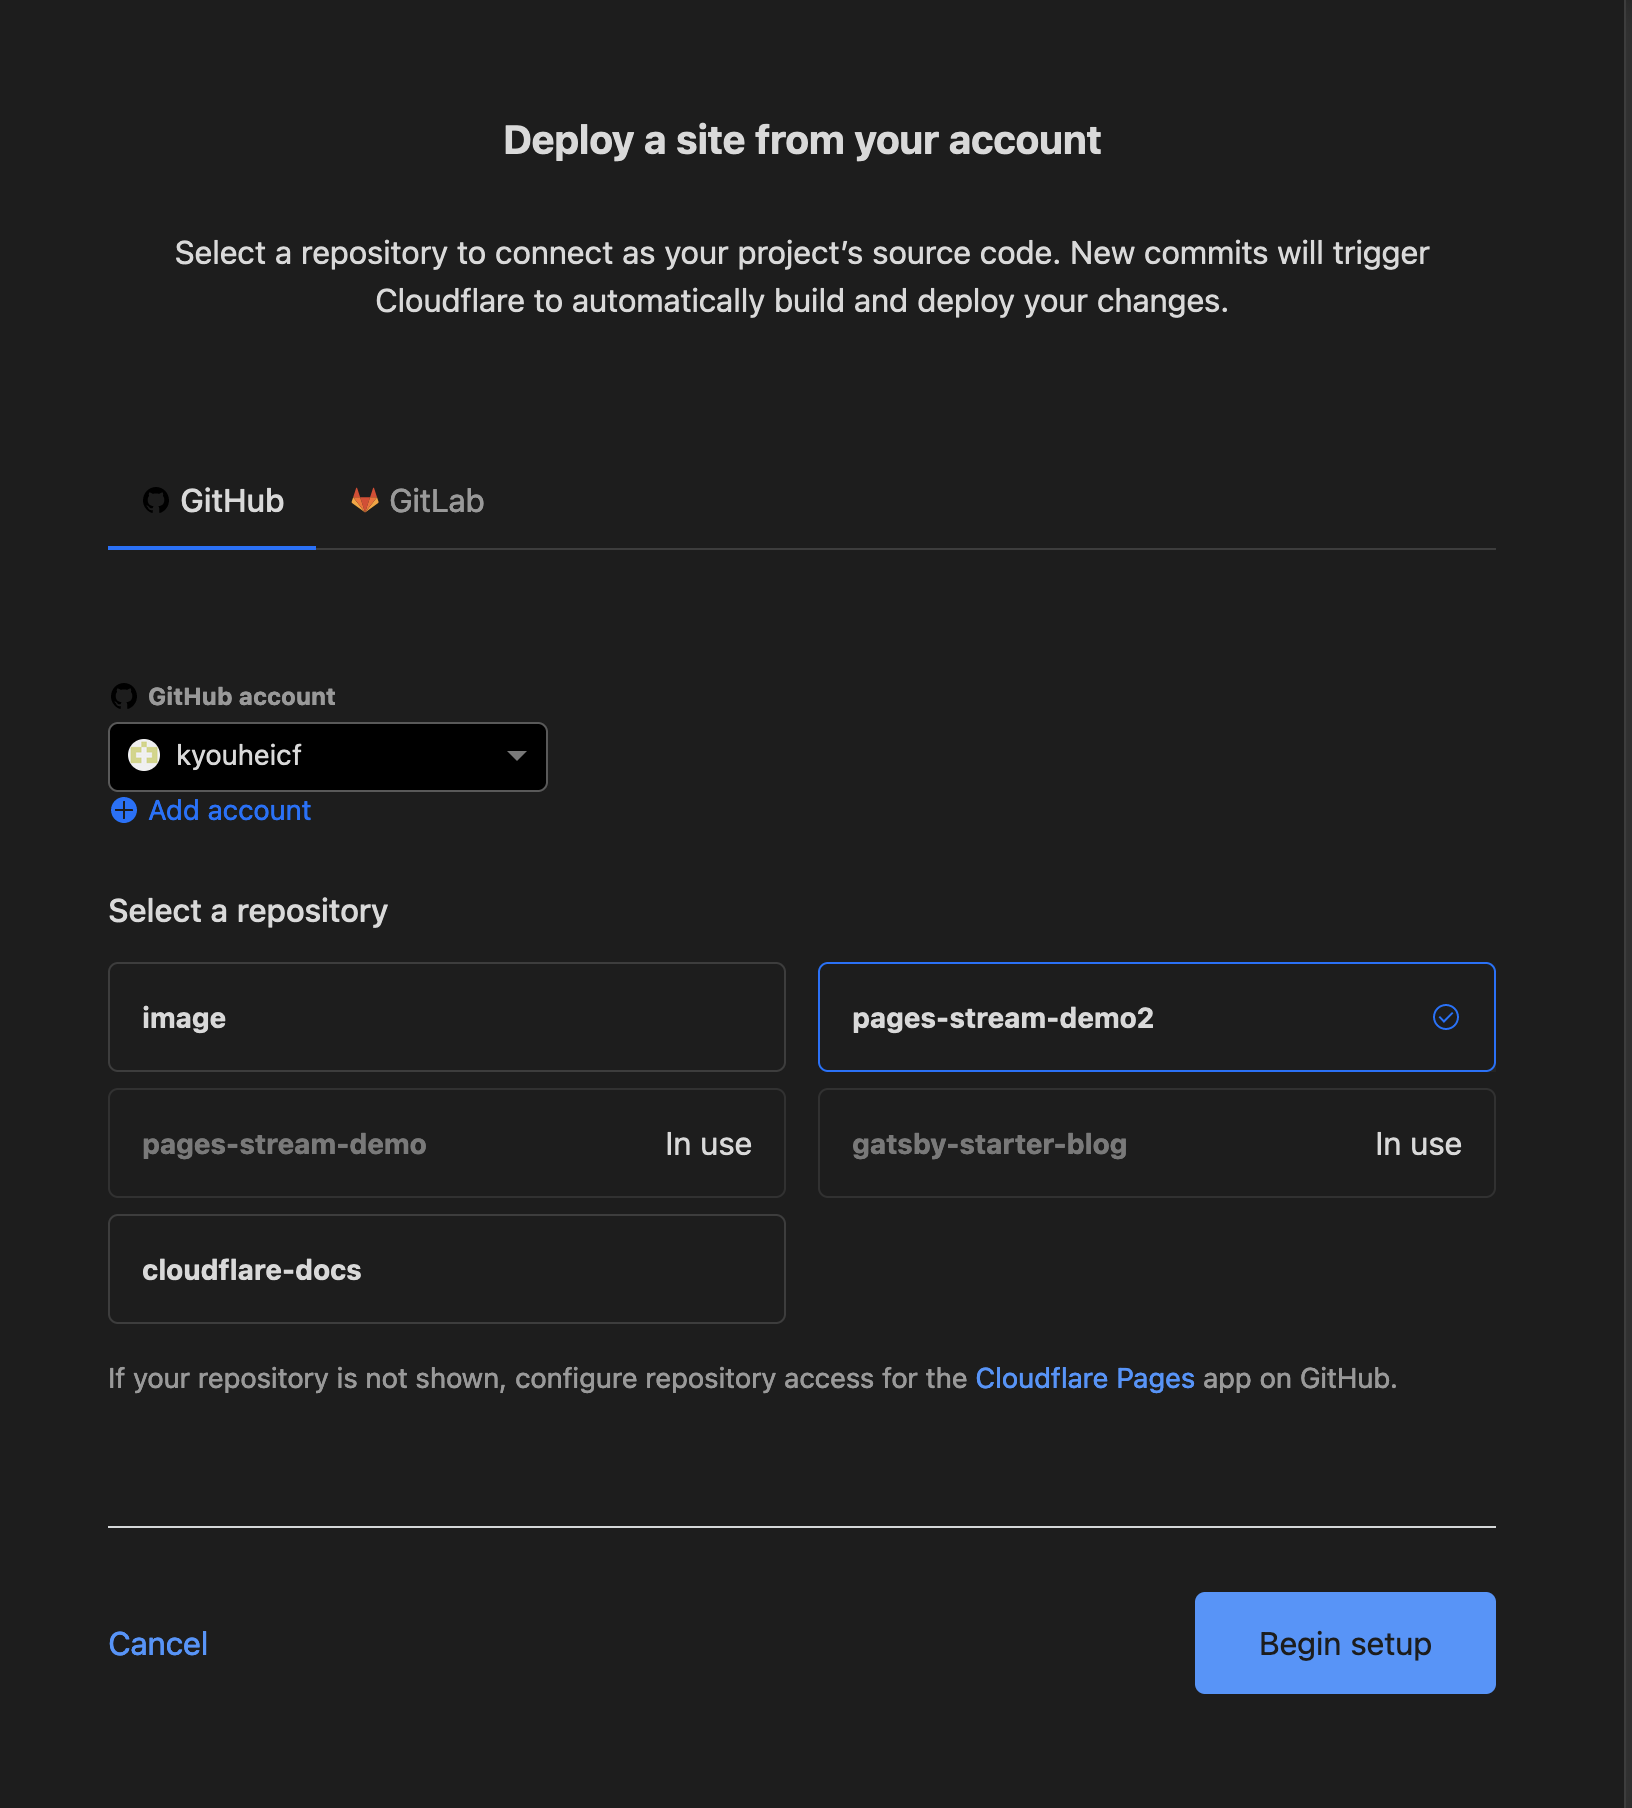 Deploy a site from your account
Select a repository to connect as your project’s source code. New commits will trigger
Cloudflare to automatically build and deploy your changes.
GitHub
GitLab
GitHub account
kyouheicf
Add account
Select a repository
image
pages-stream-demo2
pages-stream-demo In use
gatsby-starter-blog In use
cloudflare-docs
If your repository is not shown, configure repository access for the Cloudflare Pages app on GitHub.
Cancel
Begin setup